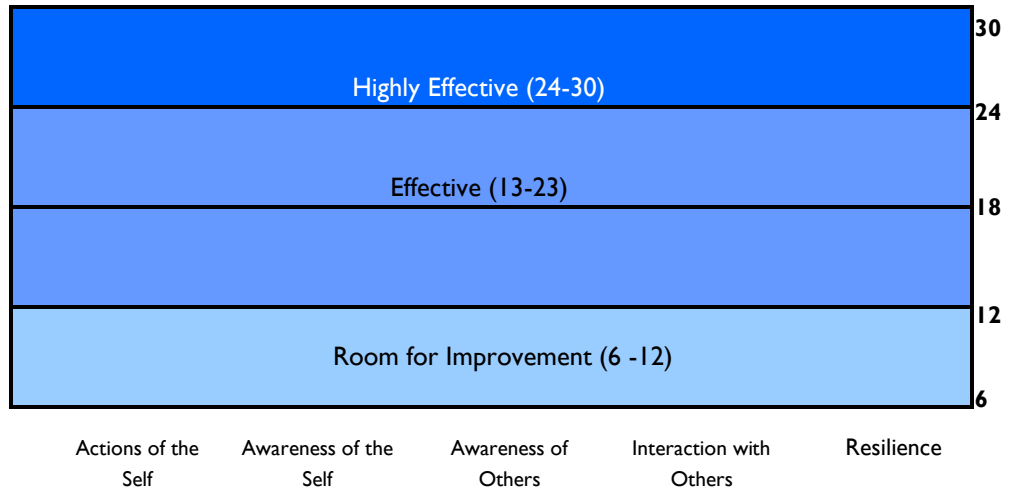 30
Highly Effective (24-30)
24
Effective (13-23)
18
12
Room for Improvement (6 -12)
6
Actions of the Self
Awareness of the Self
Awareness of Others
Interaction with Others
Resilience